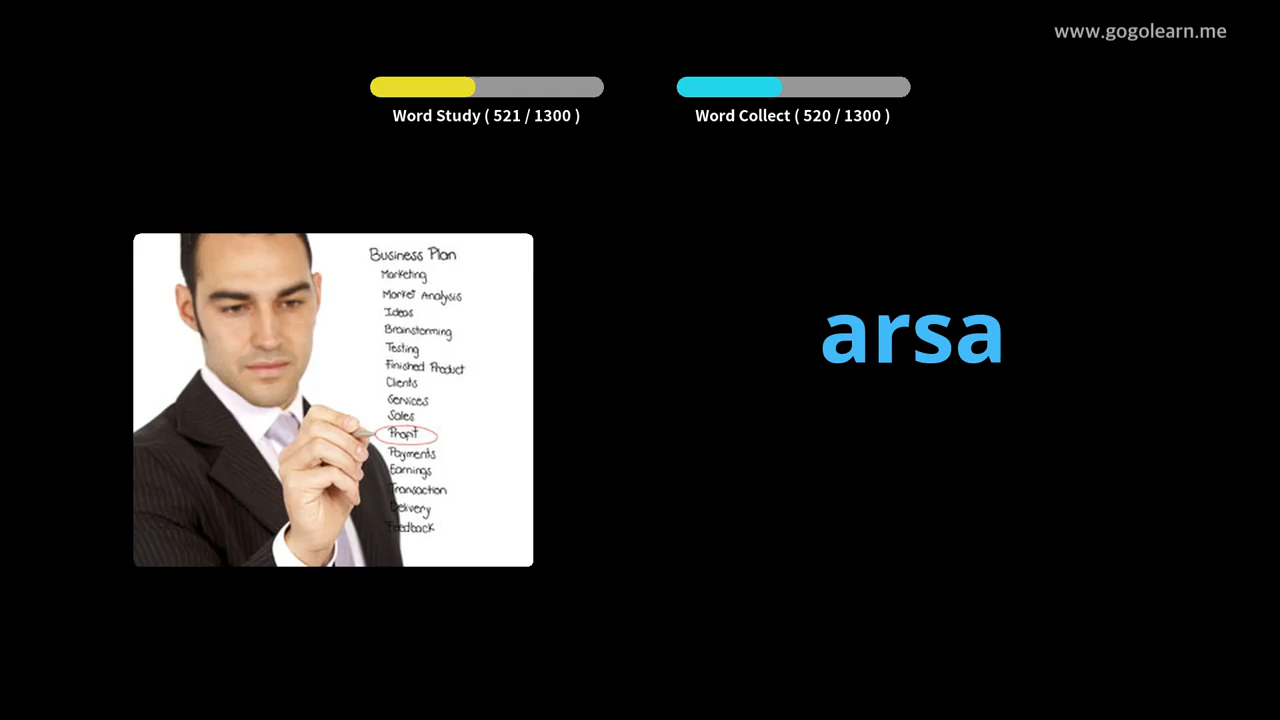 www.gogolearn.me
Word Study ( 521 / 1300 )
Word Collect ( 520 / 1300 )
Business Plan
Marketing
Market Analysis
Ideas
Brainstorming
Testing
Finished Product
Clients
Services
Sales
Profit
Payments
Earnings
Transaction
Delivery
Feedback
arsa